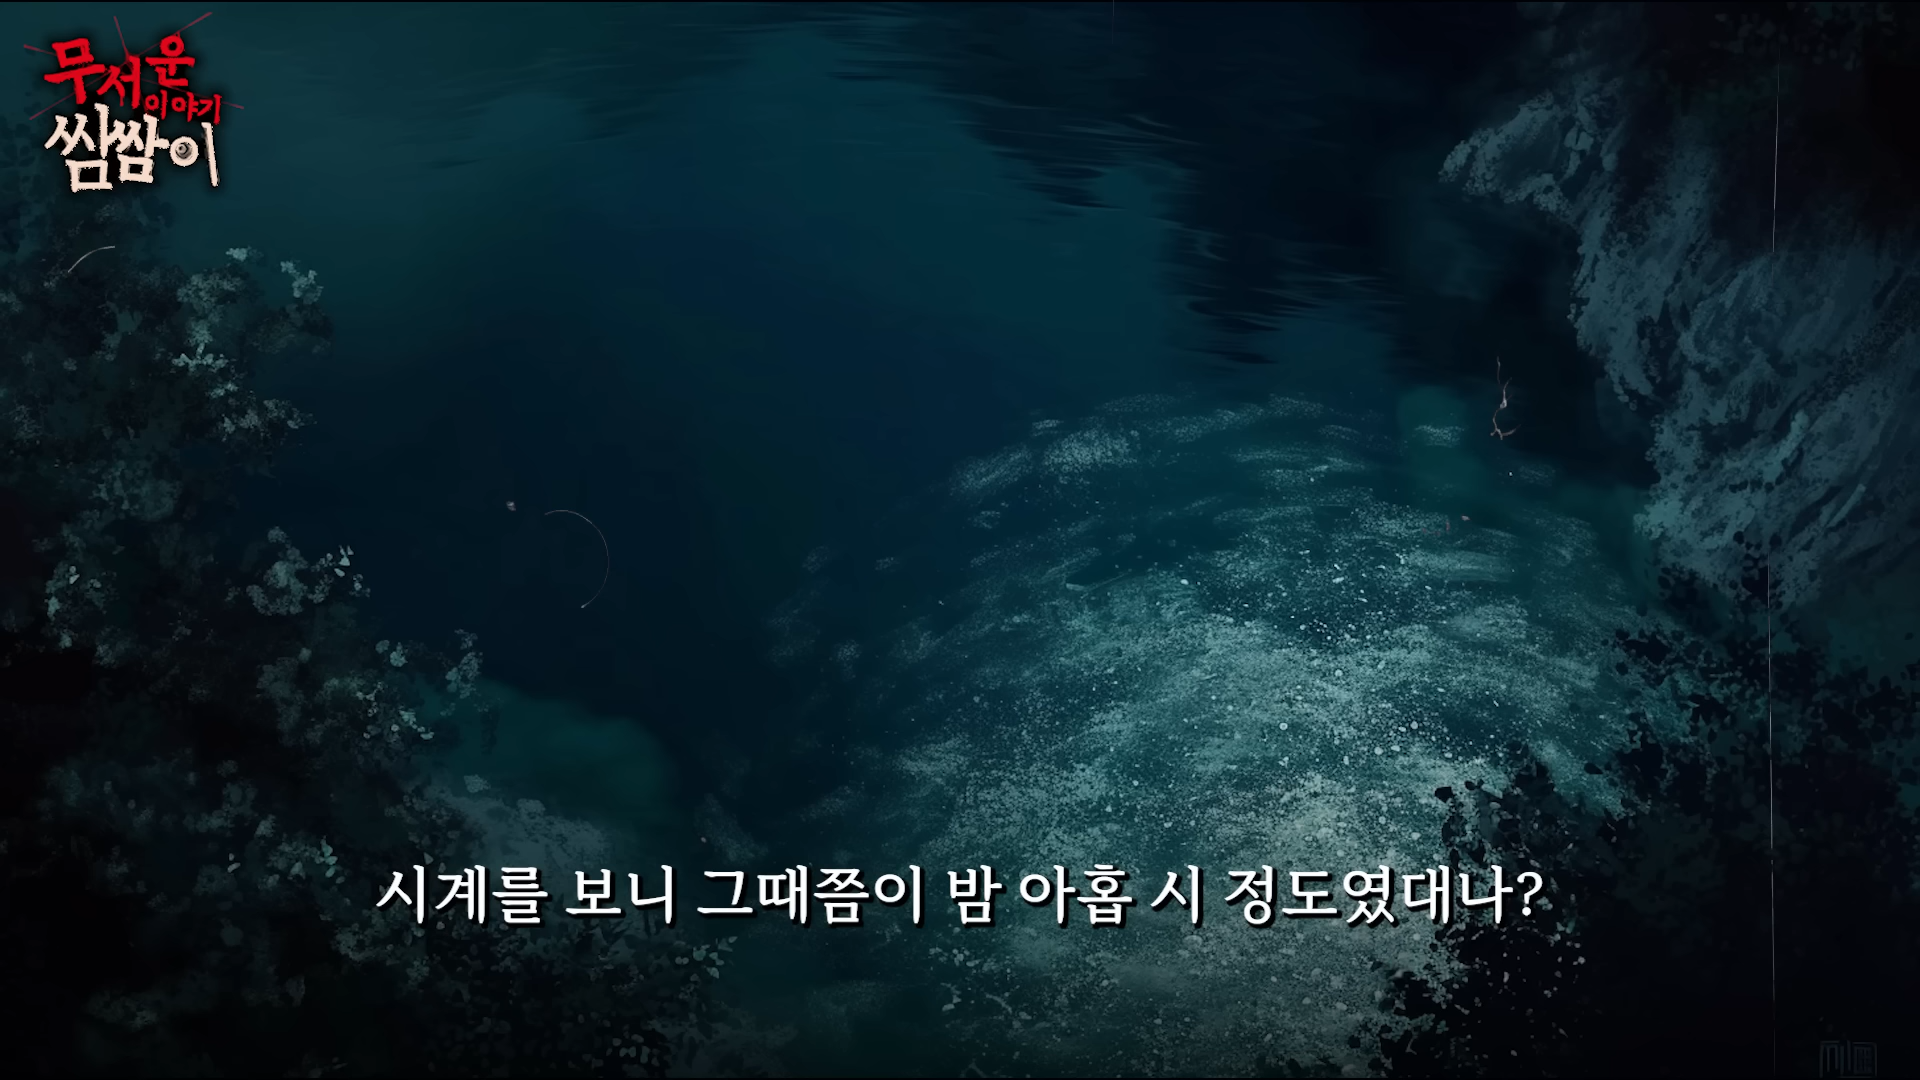 무서운
이야기
쌈쌈이
시계를 보니 그때쯤이 밤 아홉 시 정도였대나?